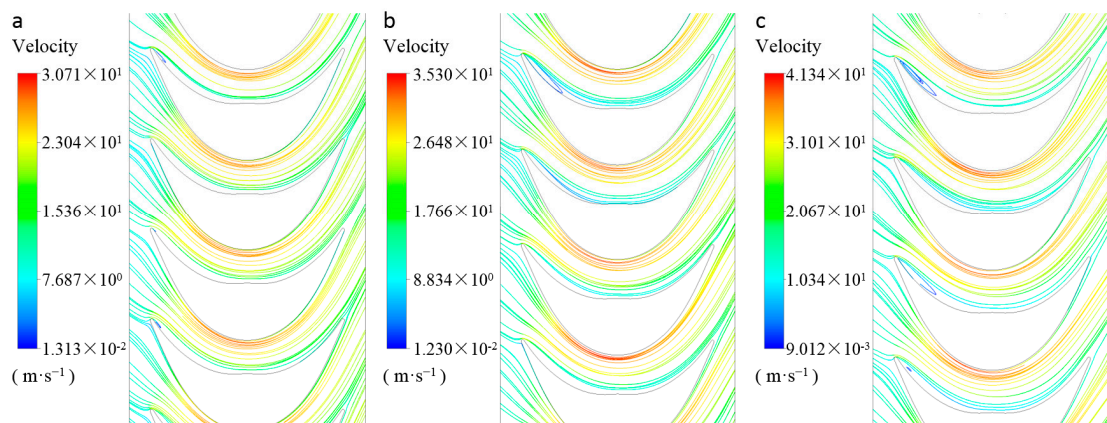 a
Velocity
3.071×10¹
2.304×10¹
1.536×10¹
7.687×10⁰
1.313×10⁻²
( m·s⁻¹ )
b
Velocity
3.530×10¹
2.648×10¹
1.766×10¹
8.834×10⁰
1.230×10⁻²
( m·s⁻¹ )
c
Velocity
4.134×10¹
3.101×10¹
2.067×10¹
1.034×10¹
9.012×10⁻³
( m·s⁻¹ )